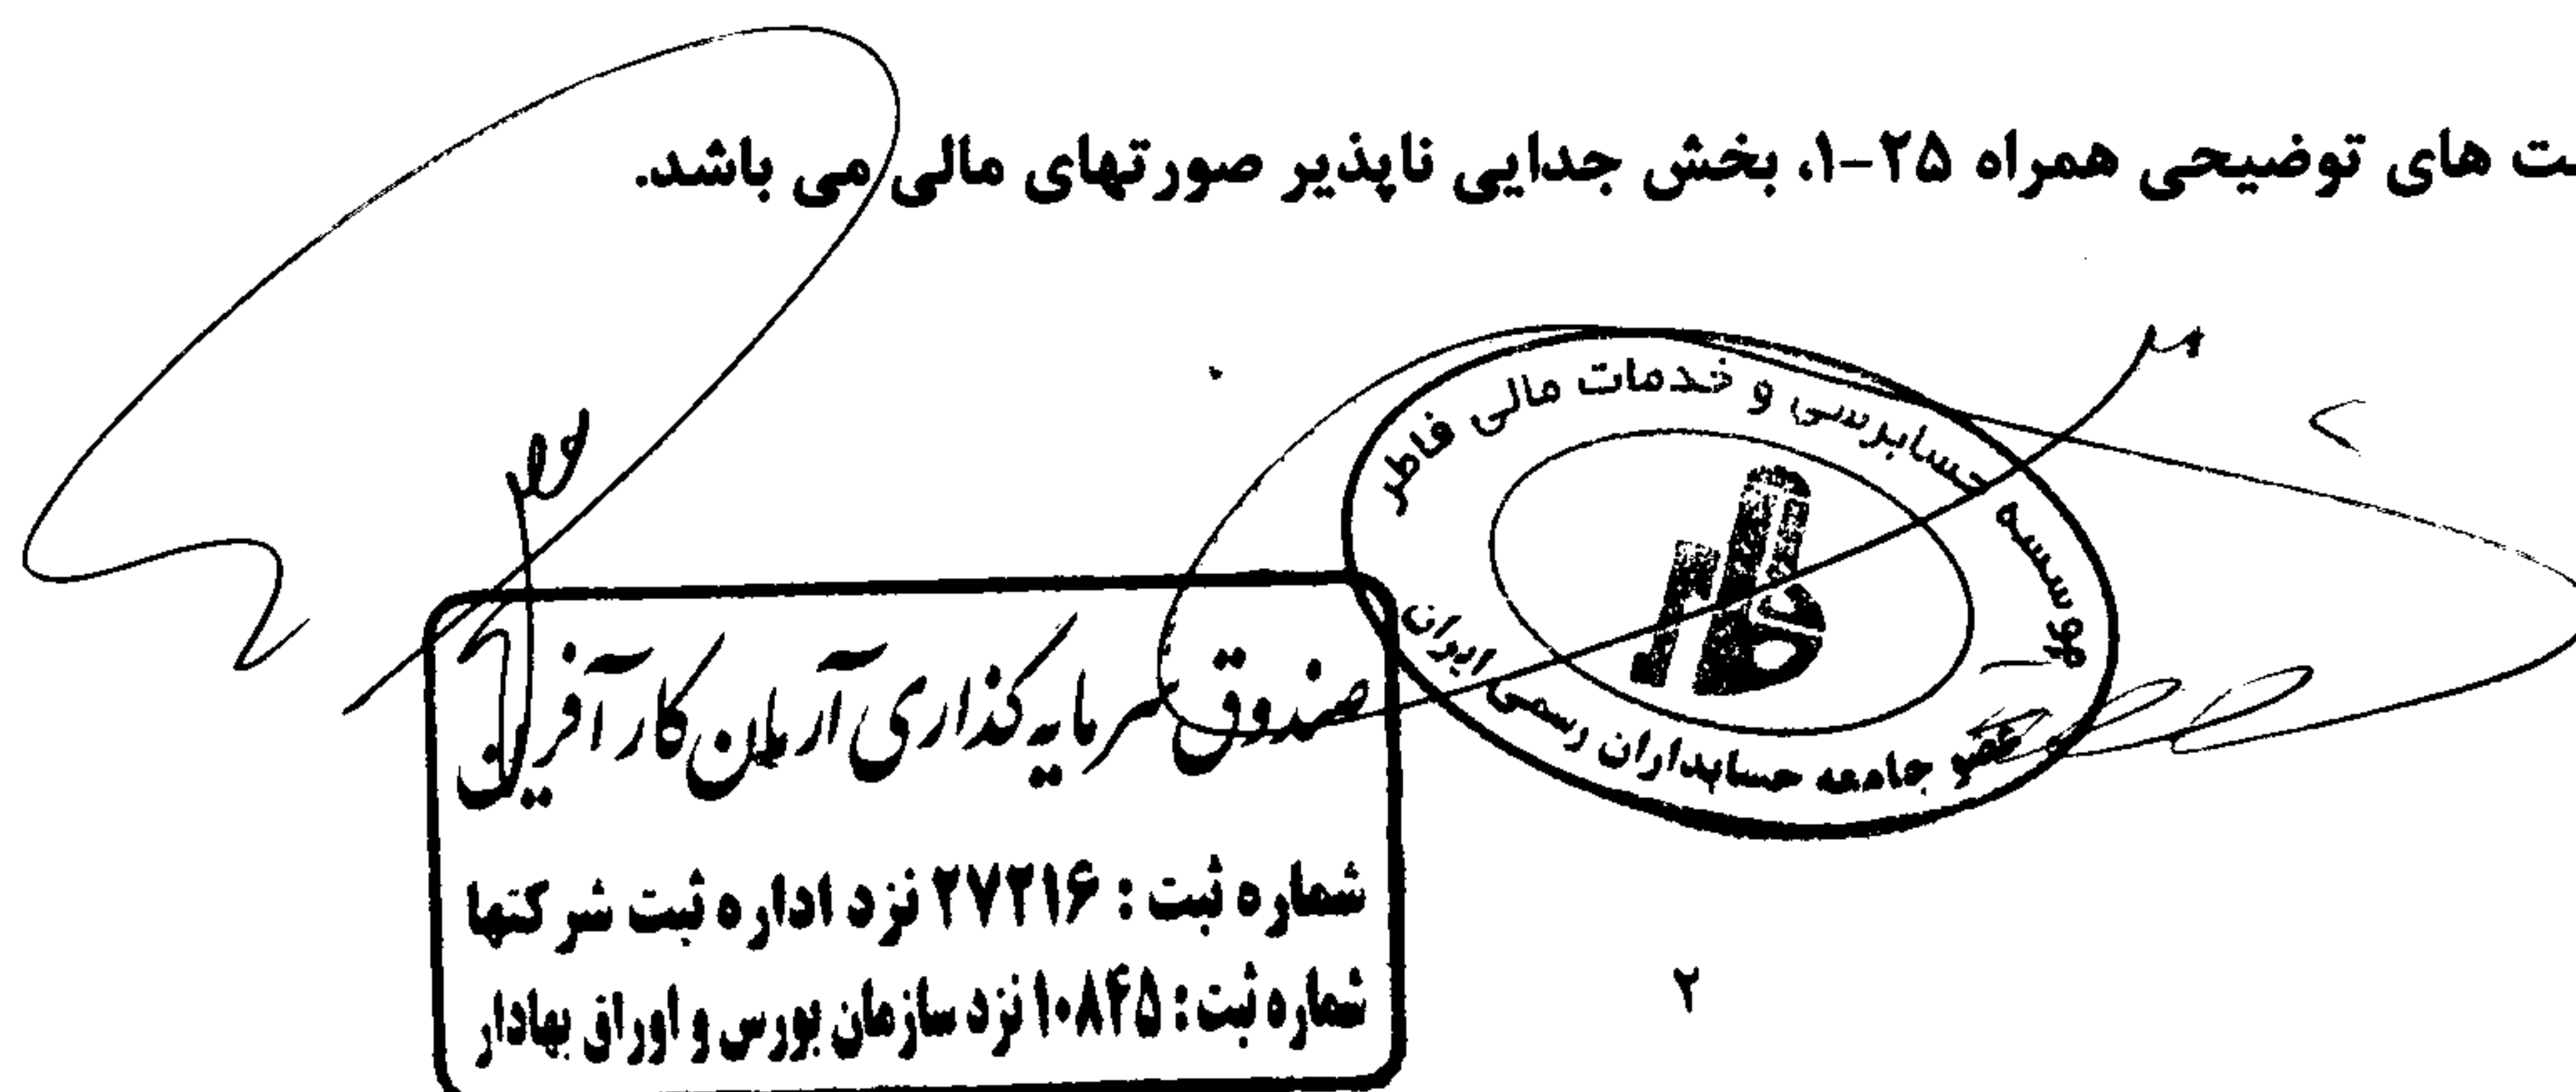 ت های توضیحی همراه ۲۵-۱، بخش جدایی ناپذیر صورتهای مالی می باشد.
موسسه حسابرسی و خدمات مالی فاطر
عضو جامعه حسابداران رسمی ایران
صندوق سرمایه گذاری آرمان کارآفرین
شماره ثبت : ۲۷۲۱۶ نزد اداره ثبت شرکتها
شماره ثبت : ۱۰۸۴۵ نزد سازمان بورس و اوراق بهادار
۲